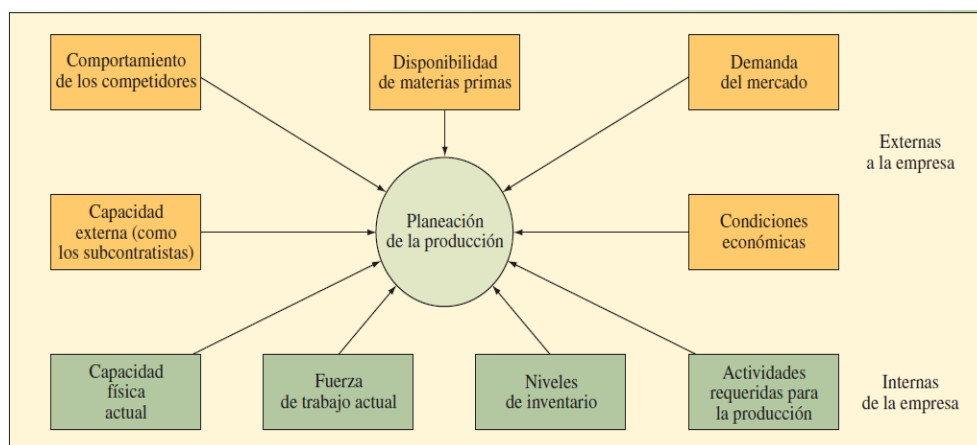 Comportamiento
de los competidores
Disponibilidad
de materias primas
Demanda
del mercado
Externas
a la empresa
Capacidad
externa (como
los subcontratistas)
Planeación
de la producción
Condiciones
económicas
Capacidad
física
actual
Fuerza
de trabajo actual
Niveles
de inventario
Actividades
requeridas para
la producción
Internas
de la empresa